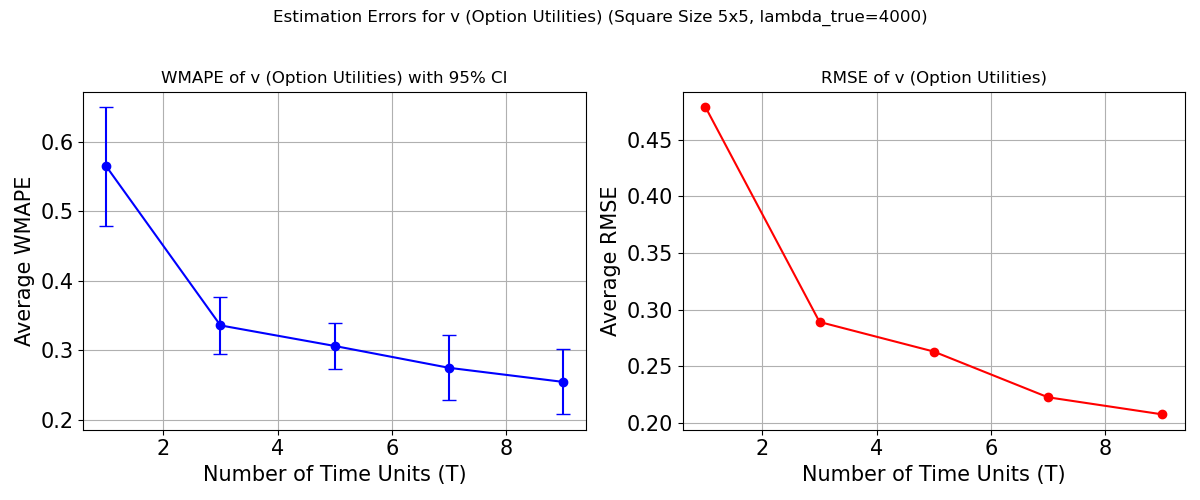 Estimation Errors for v (Option Utilities) (Square Size 5x5, lambda_true=4000)
WMAPE of v (Option Utilities) with 95% CI
Average WMAPE
0.6
0.5
0.4
0.3
0.2
2 4 6 8
Number of Time Units (T)
RMSE of v (Option Utilities)
Average RMSE
0.45
0.40
0.35
0.30
0.25
0.20
2 4 6 8
Number of Time Units (T)